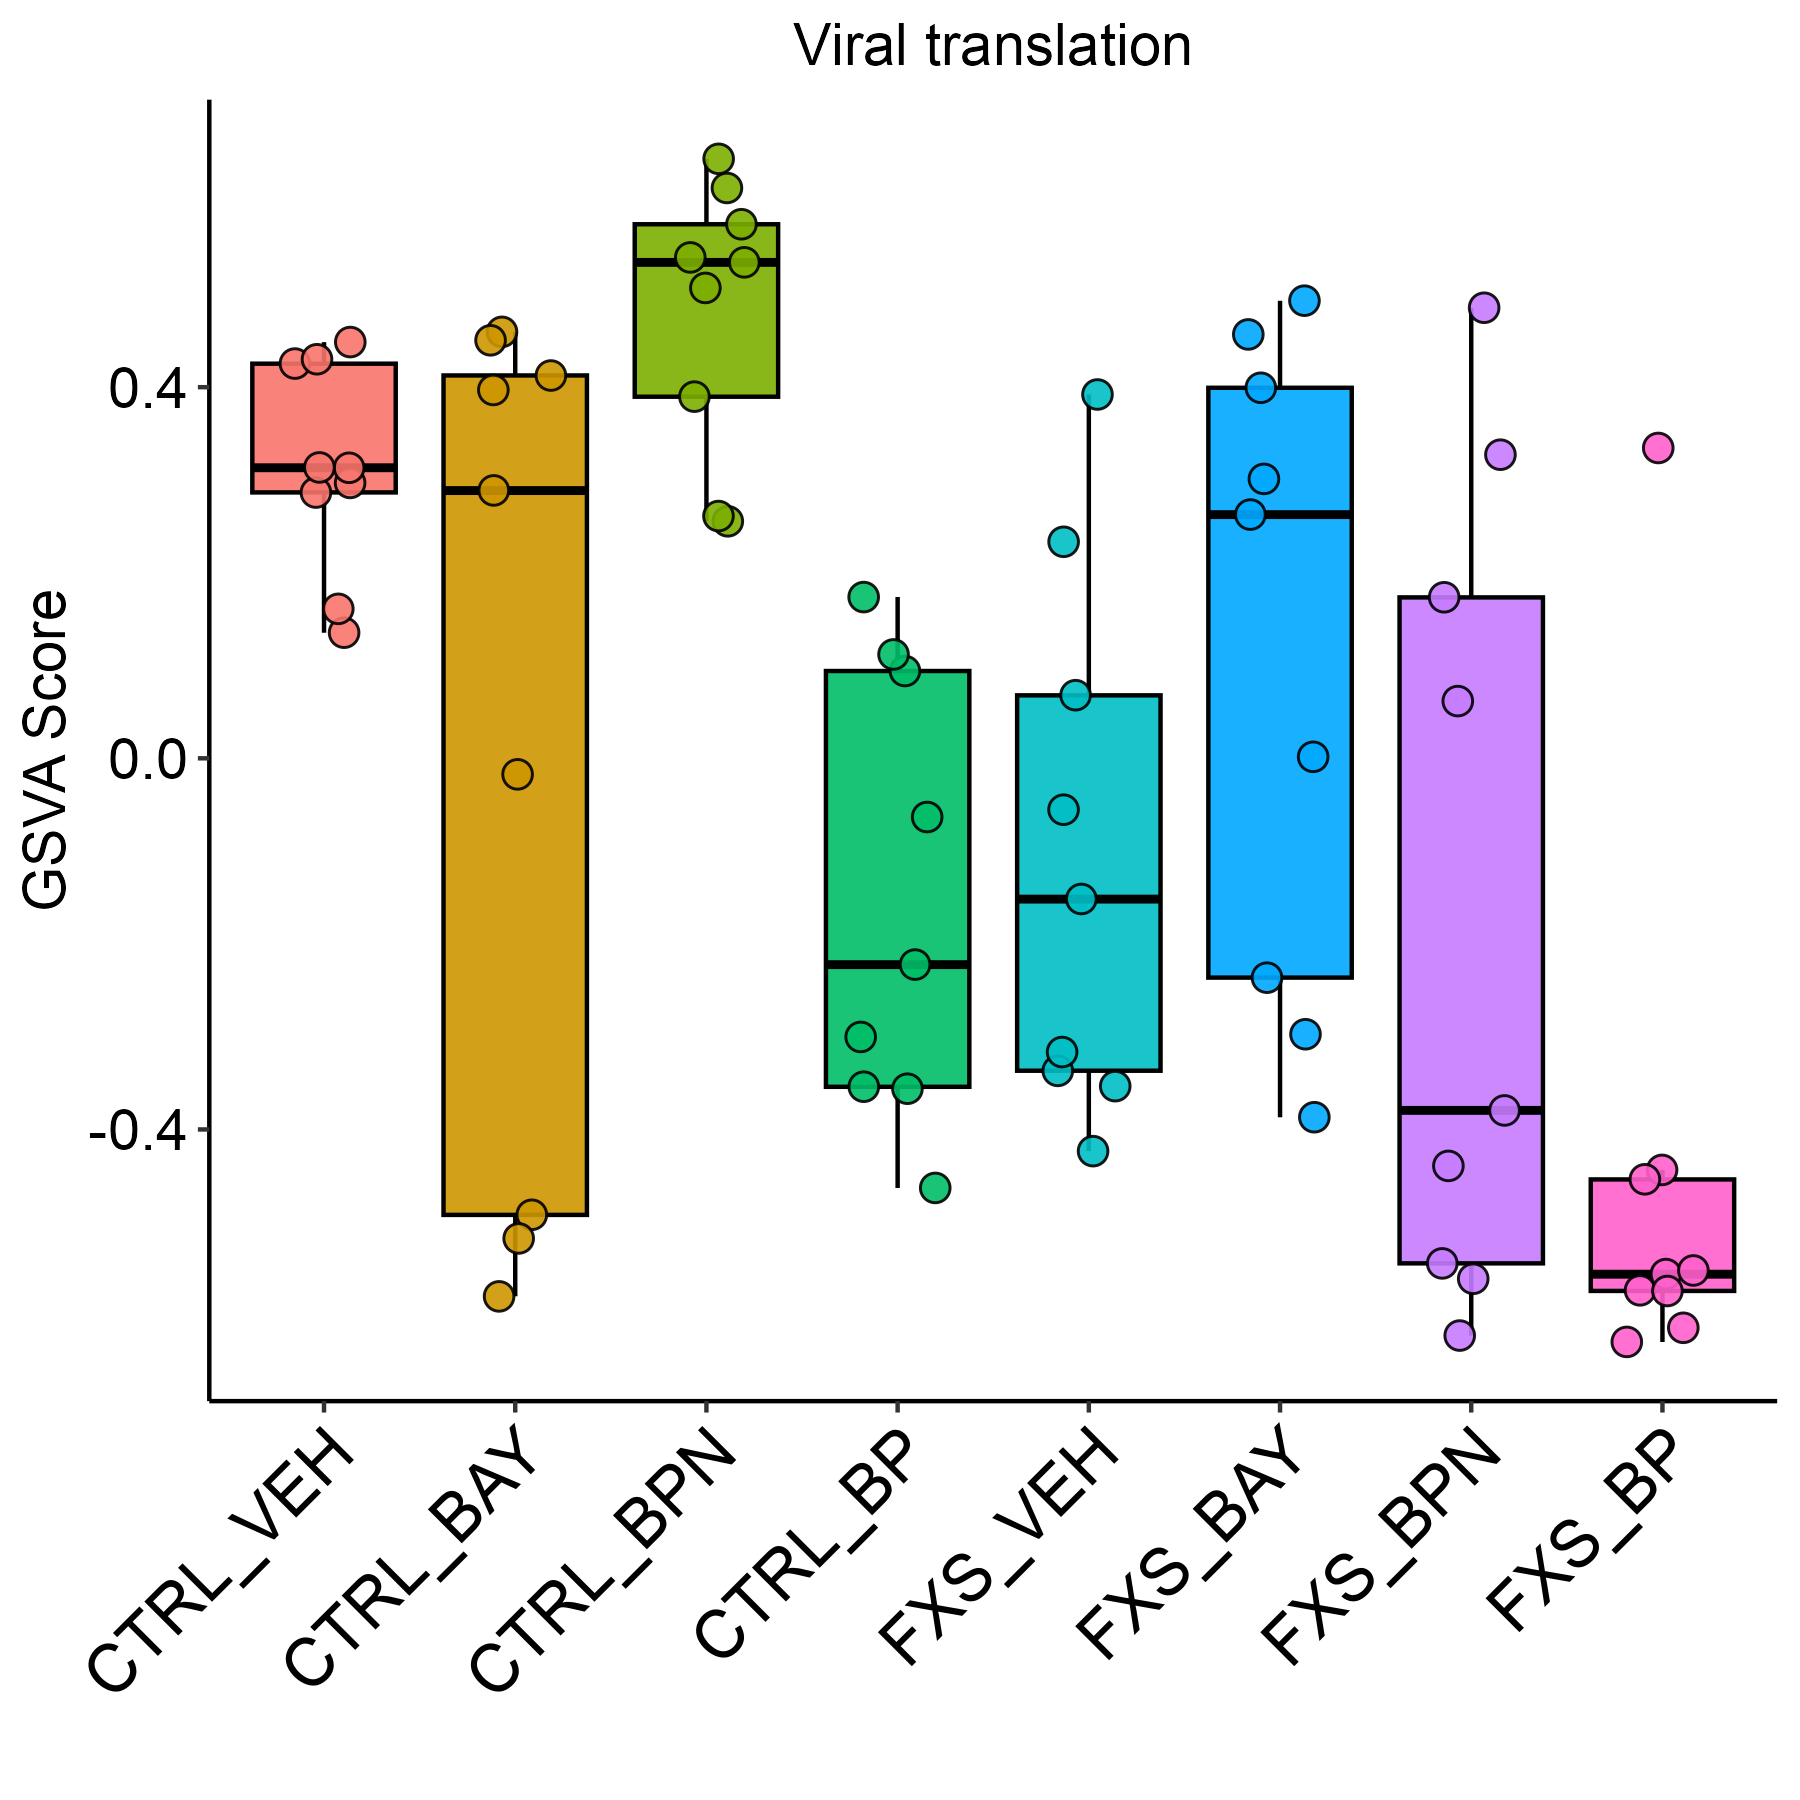 Viral translation
GSVA Score
0.4
0.0
-0.4
CTRL_VEH
CTRL_BAY
CTRL_BPN
CTRL_BP
FXS_VEH
FXS_BAY
FXS_BPN
FXS_BP